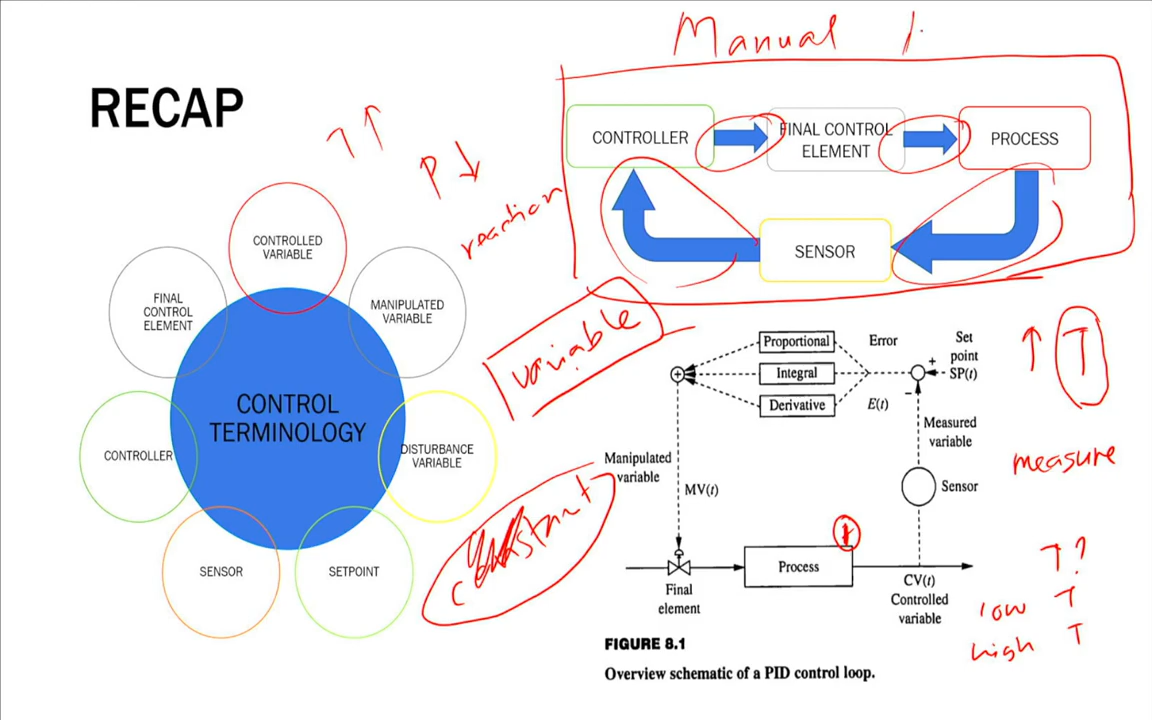 Manual
RECAP
T↑
P↓
reaction
CONTROLLER
FINAL CONTROL
ELEMENT
PROCESS
SENSOR
CONTROLLED
VARIABLE
FINAL
CONTROL
ELEMENT
MANIPULATED
VARIABLE
CONTROL
TERMINOLOGY
CONTROLLER
DISTURBANCE
VARIABLE
SENSOR
SETPOINT
variable
constant
Proportional
Integral
Derivative
Error
E(t)
Set
point
SP(t)
+
+
−
Measured
variable
Sensor
Manipulated
variable
MV(t)
Final
element
Process
CV(t)
Controlled
variable
↑ T
measure
T?
low T
high T
FIGURE 8.1
Overview schematic of a PID control loop.